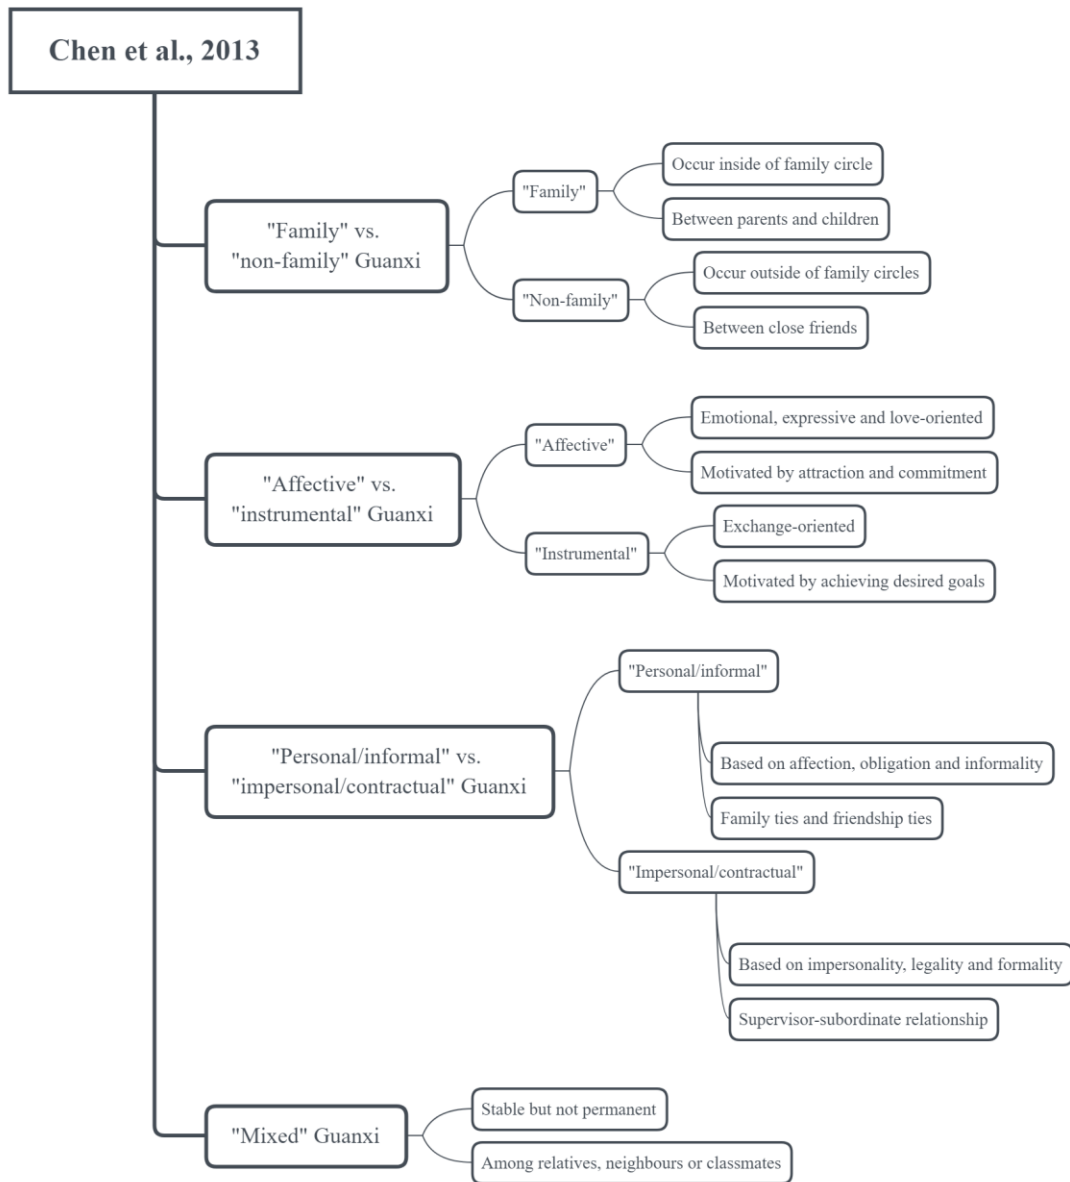 Chen et al., 2013
"Family" vs.
"non-family" Guanxi
"Family"
Occur inside of family circle
Between parents and children
"Non-family"
Occur outside of family circles
Between close friends
"Affective" vs.
"instrumental" Guanxi
"Affective"
Emotional, expressive and love-oriented
Motivated by attraction and commitment
"Instrumental"
Exchange-oriented
Motivated by achieving desired goals
"Personal/informal" vs.
"impersonal/contractual" Guanxi
"Personal/informal"
Based on affection, obligation and informality
Family ties and friendship ties
"Impersonal/contractual"
Based on impersonality, legality and formality
Supervisor-subordinate relationship
"Mixed" Guanxi
Stable but not permanent
Among relatives, neighbours or classmates